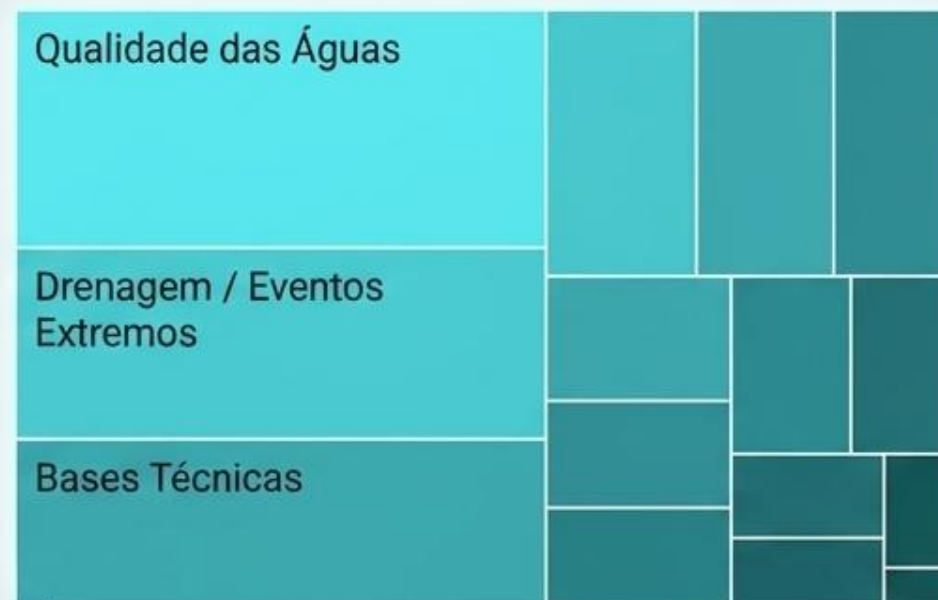 Qualidade das Águas
Drenagem / Eventos
Extremos
Bases Técnicas